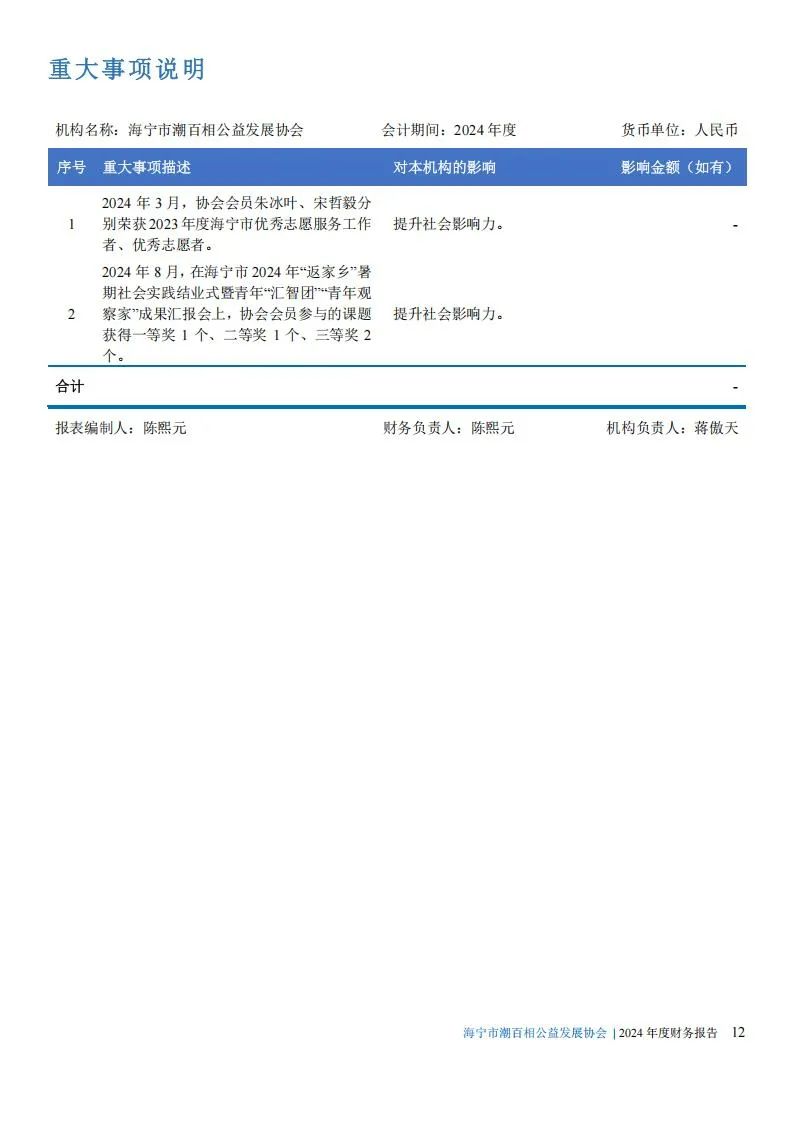 重大事项说明
机构名称：海宁市潮百相公益发展协会 会计期间：2024 年度 货币单位：人民币
序号 重大事项描述 对本机构的影响 影响金额（如有）
2024 年 3 月，协会会员朱冰叶、宋哲毅分
1 别荣获 2023 年度海宁市优秀志愿服务工作 提升社会影响力。 -
者、优秀志愿者。
2024 年 8 月，在海宁市 2024 年“返家乡”暑
期社会实践结业式暨青年“汇智团”“青年观
2 察家”成果汇报会上，协会会员参与的课题 提升社会影响力。
获得一等奖 1 个、二等奖 1 个、三等奖 2
个。
合计 -
报表编制人：陈熙元 财务负责人：陈熙元 机构负责人：蒋傲天
海宁市潮百相公益发展协会 | 2024 年度财务报告 12